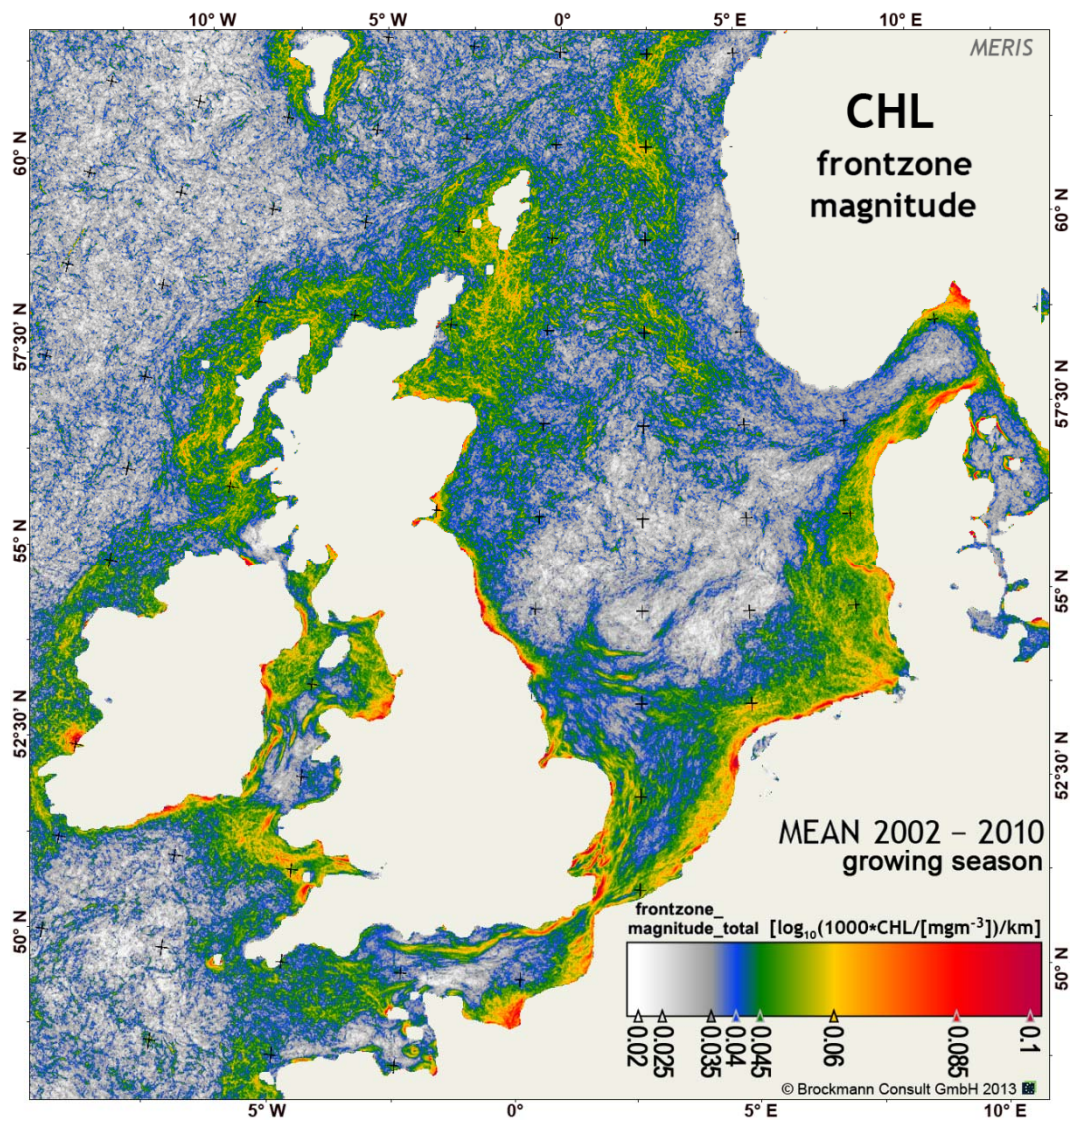 10° W 5° W 0° 5° E 10° E
MERIS
CHL
frontzone
magnitude
60° N
60° N
57°30' N
57°30' N
55° N
55° N
52°30' N
52°30' N
MEAN 2002 – 2010
growing season
frontzone_
magnitude_total [log₁₀(1000*CHL/[mgm⁻³])/km]
50° N
50° N
0.02 0.025 0.035 0.04 0.045 0.06 0.085 0.1
© Brockmann Consult GmbH 2013
5° W 0° 5° E 10° E